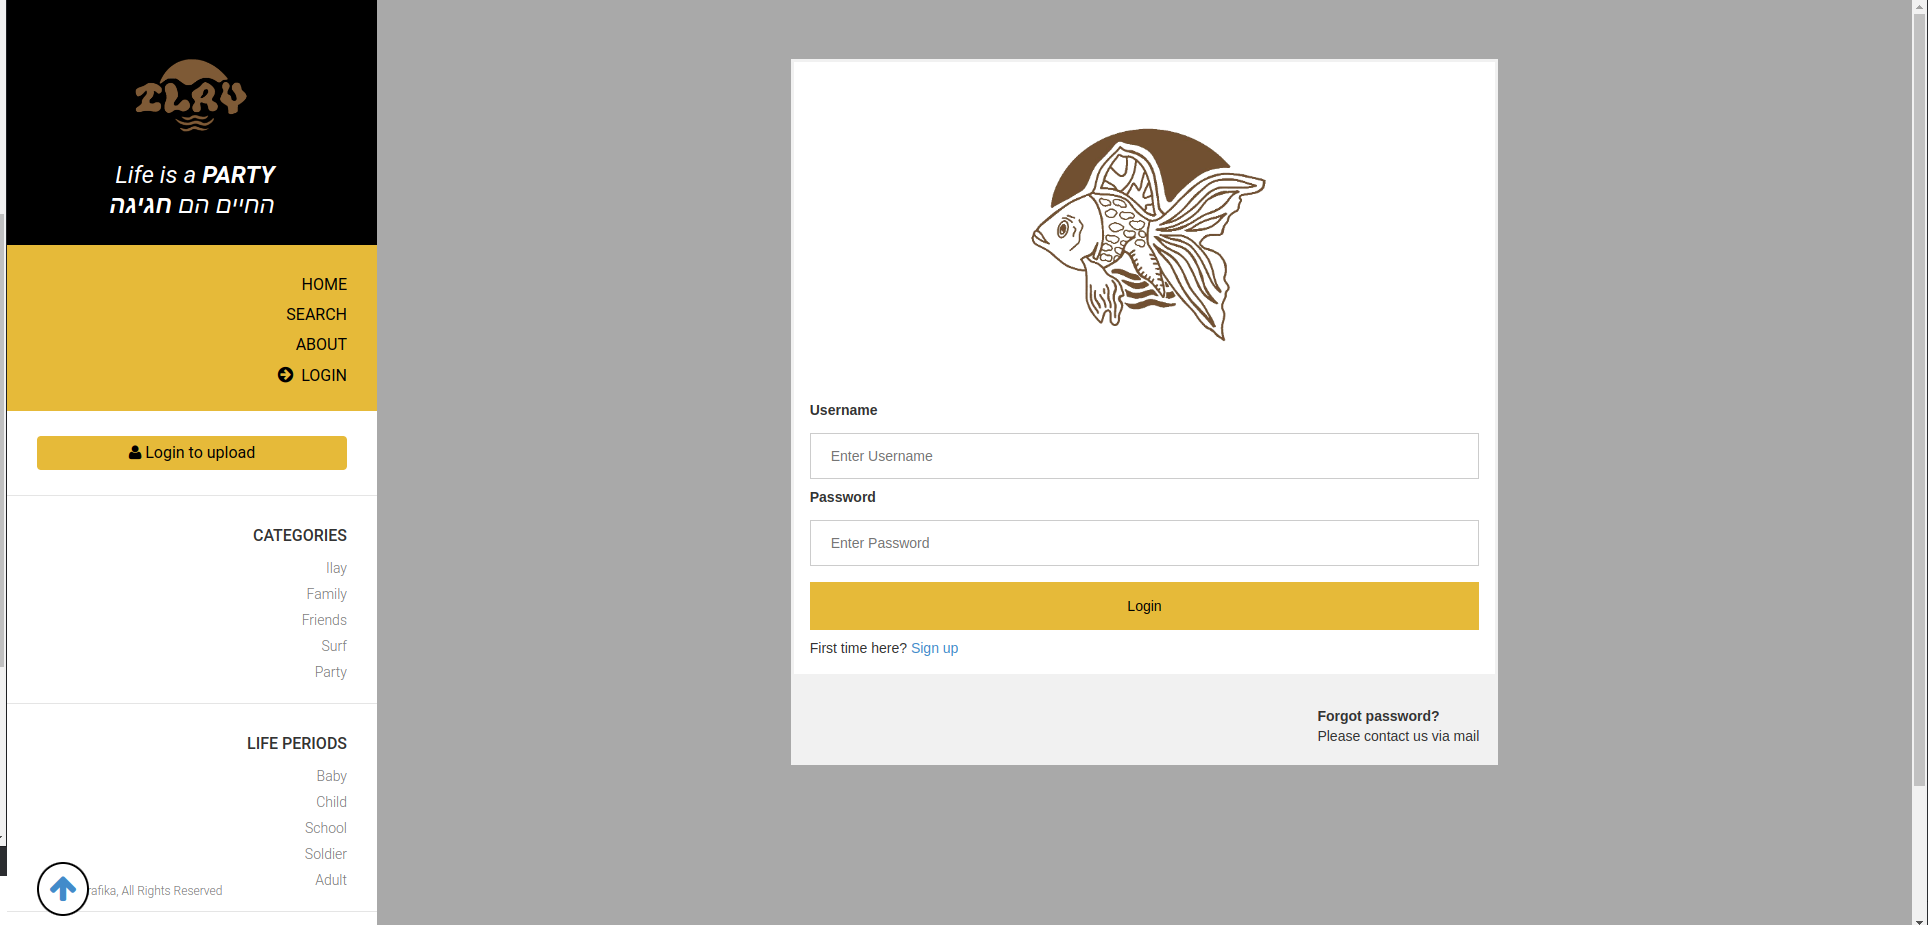 ILAY
Life is a PARTY
החיים הם חגיגה
HOME
SEARCH
ABOUT
LOGIN
Login to upload
CATEGORIES
Ilay
Family
Friends
Surf
Party
LIFE PERIODS
Baby
Child
School
Soldier
Adult
All Rights Reserved
Username
Enter Username
Password
Enter Password
Login
First time here? Sign up
Forgot password?
Please contact us via mail